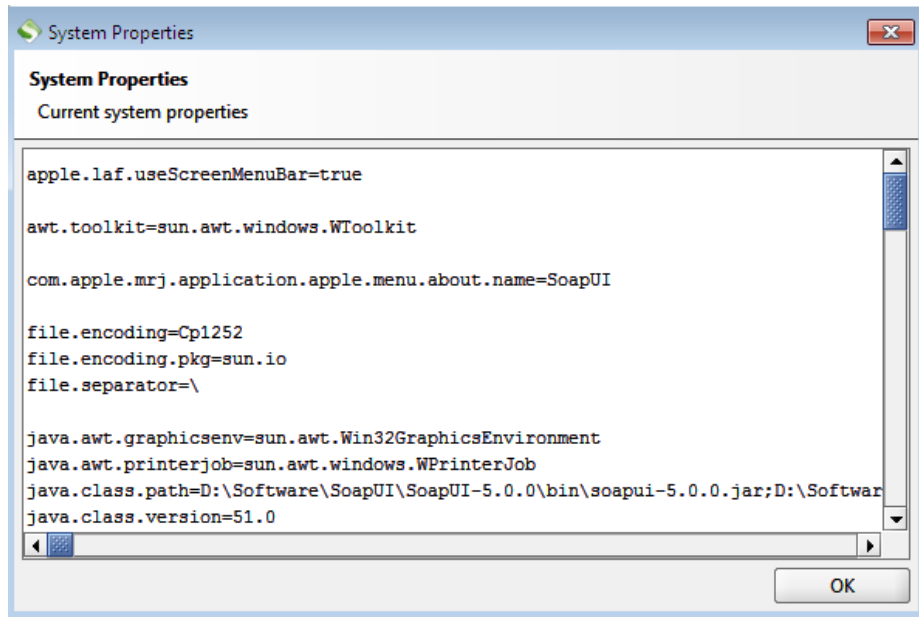 System Properties
System Properties
Current system properties
apple.laf.useScreenMenuBar=true
awt.toolkit=sun.awt.windows.WToolkit
com.apple.mrj.application.apple.menu.about.name=SoapUI
file.encoding=Cp1252
file.encoding.pkg=sun.io
file.separator=\
java.awt.graphicsenv=sun.awt.Win32GraphicsEnvironment
java.awt.printerjob=sun.awt.windows.WPrinterJob
java.class.path=D:\Software\SoapUI\SoapUI-5.0.0\bin\soapui-5.0.0.jar;D:\Softwar
java.class.version=51.0
OK